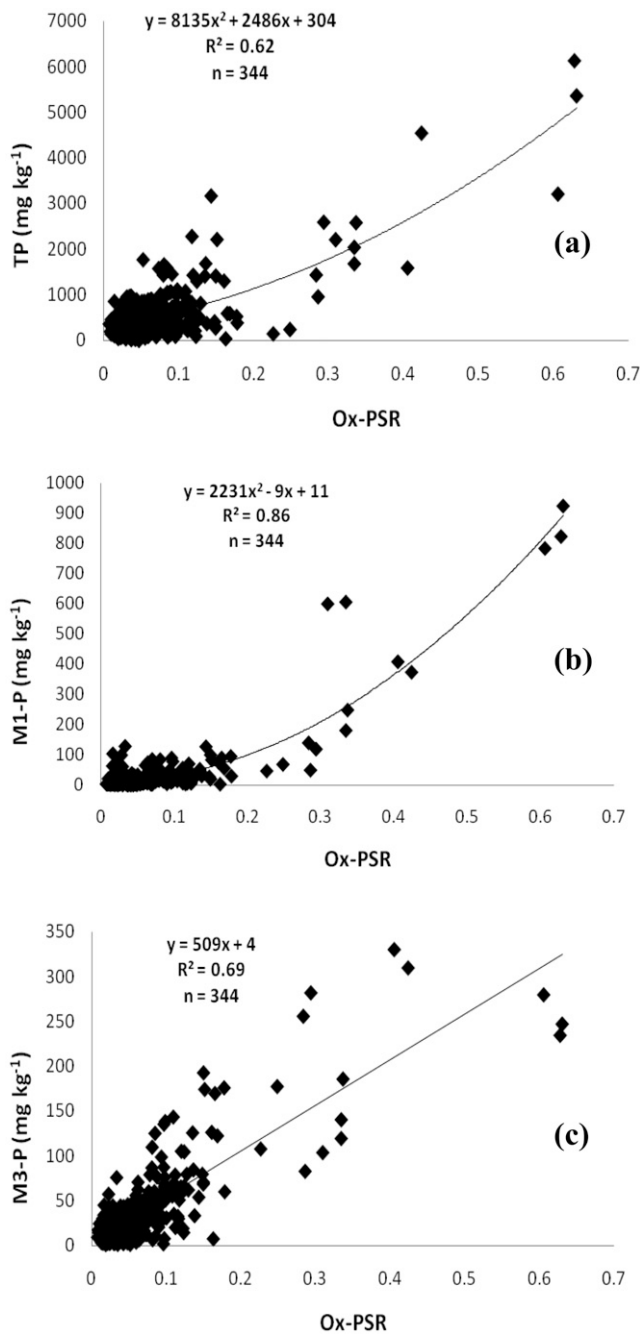 y = 8135x² + 2486x + 304
R² = 0.62
n = 344
7000
6000
5000
4000
3000
2000
1000
0
TP (mg kg⁻¹)
(a)
0 0.1 0.2 0.3 0.4 0.5 0.6 0.7
Ox-PSR
y = 2231x² - 9x + 11
R² = 0.86
n = 344
1000
900
800
700
600
500
400
300
200
100
0
M1-P (mg kg⁻¹)
(b)
0 0.1 0.2 0.3 0.4 0.5 0.6 0.7
Ox-PSR
y = 509x + 4
R² = 0.69
n = 344
350
300
250
200
150
100
50
0
M3-P (mg kg⁻¹)
(c)
0 0.1 0.2 0.3 0.4 0.5 0.6 0.7
Ox-PSR